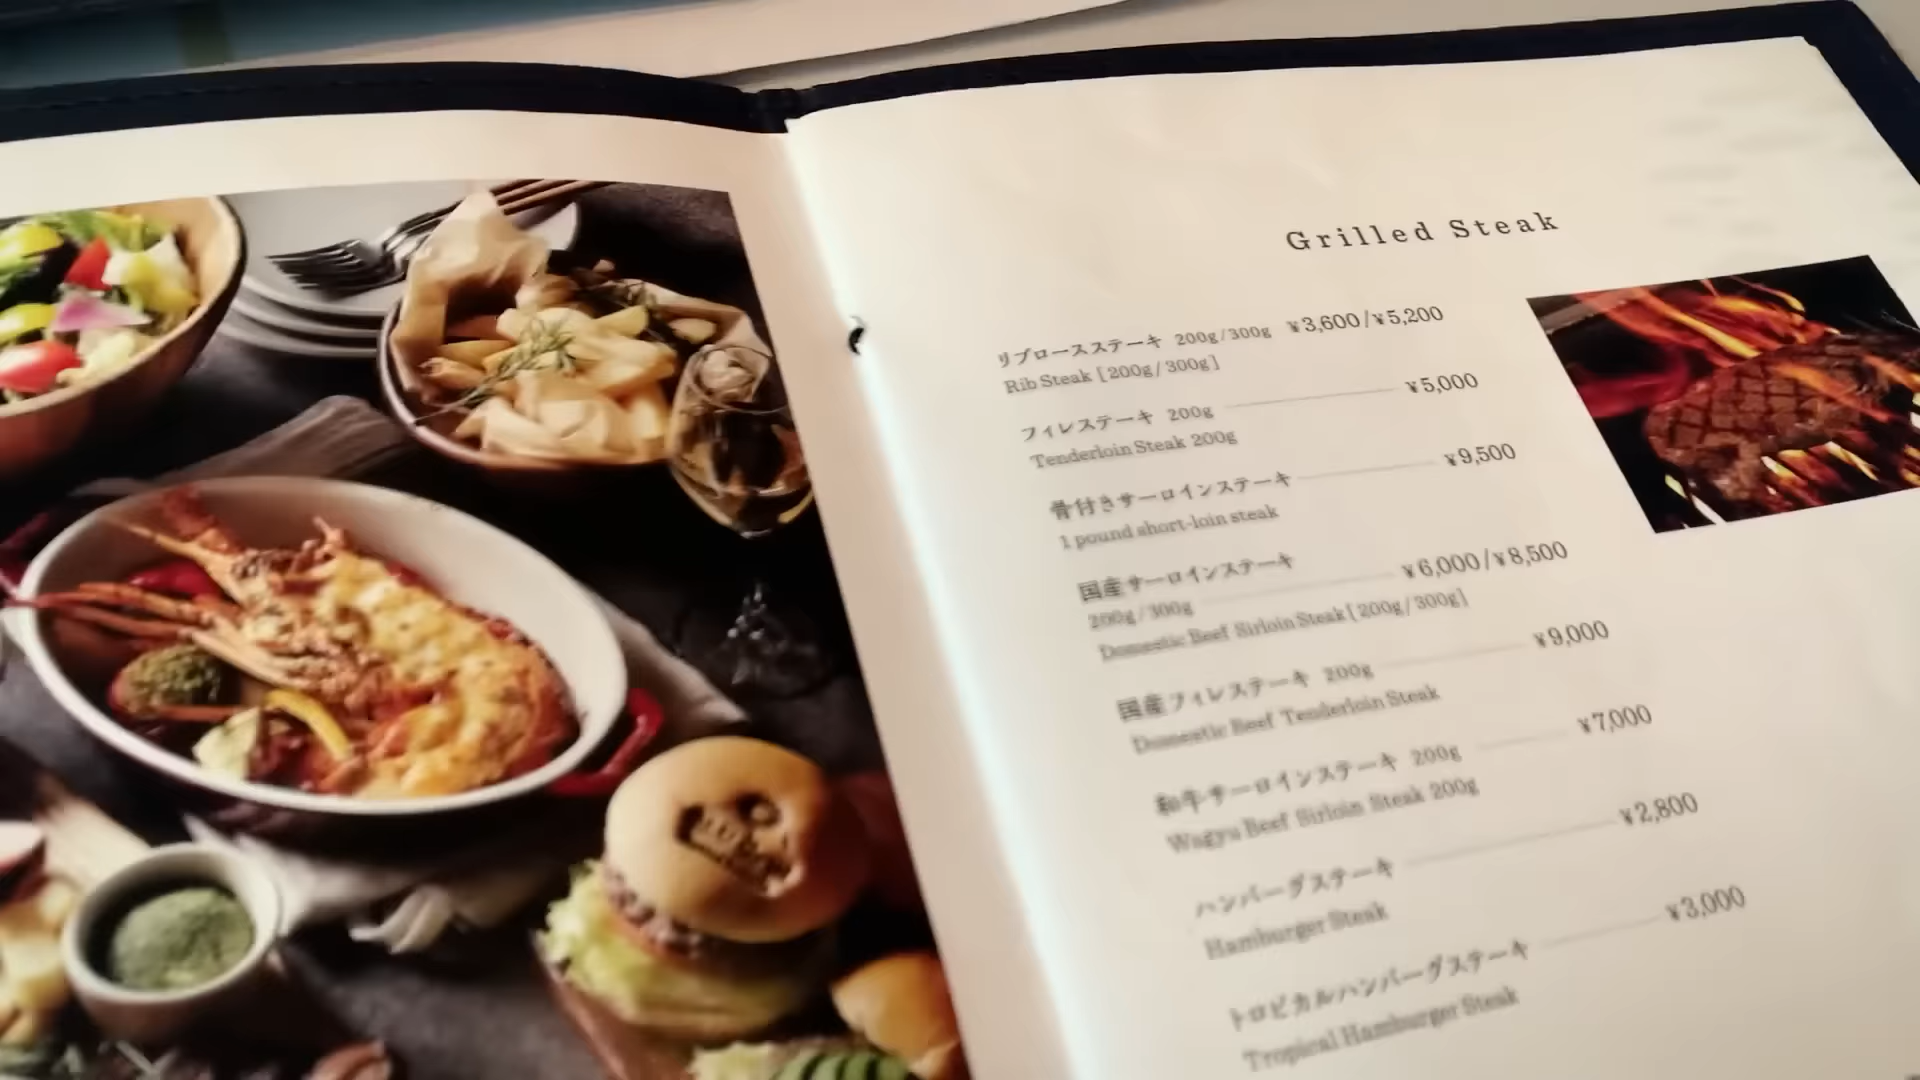 Grilled Steak
リブロースステーキ 200g/300g ¥3,600/¥5,200
Rib Steak [200g/300g]
フィレステーキ 200g ¥5,000
Tenderloin Steak 200g
骨付きサーロインステーキ ¥9,500
1 pound short-loin steak
国産サーロインステーキ
200g/300g ¥6,000/¥8,500
Domestic Beef Sirloin Steak [200g/300g]
国産フィレステーキ 200g ¥9,000
Domestic Beef Tenderloin Steak
和牛サーロインステーキ 200g ¥7,000
Wagyu Beef Sirloin Steak 200g
ハンバーグステーキ ¥2,800
Hamburger Steak
トロピカルハンバーグステーキ ¥3,000
Tropical Hamburger Steak